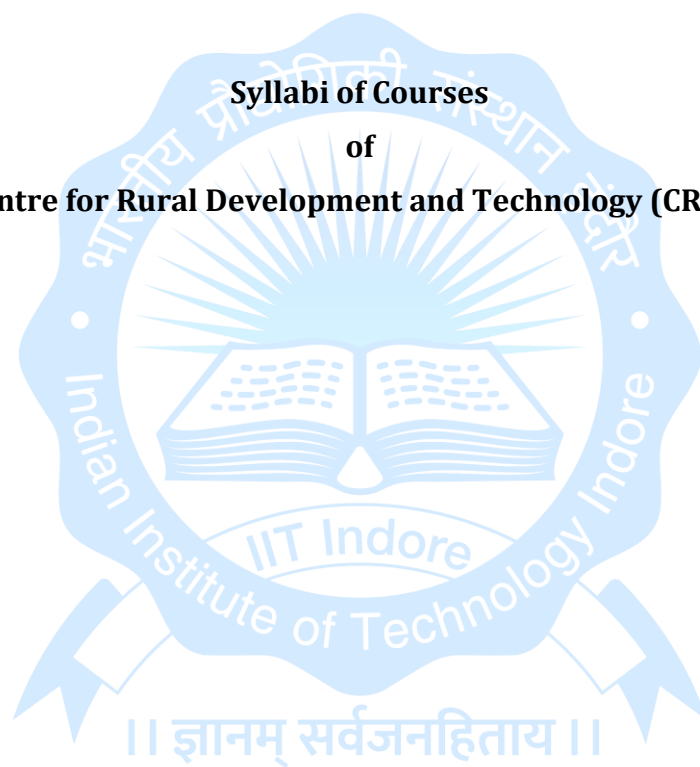 Syllabi of Courses
of
ntre for Rural Development and Technology (CR
भारतीय प्रौद्योगिकी संस्थान इंदौर
Indian Institute of Technology Indore
IIT Indore
।। ज्ञानम् सर्वजनहिताय ।।